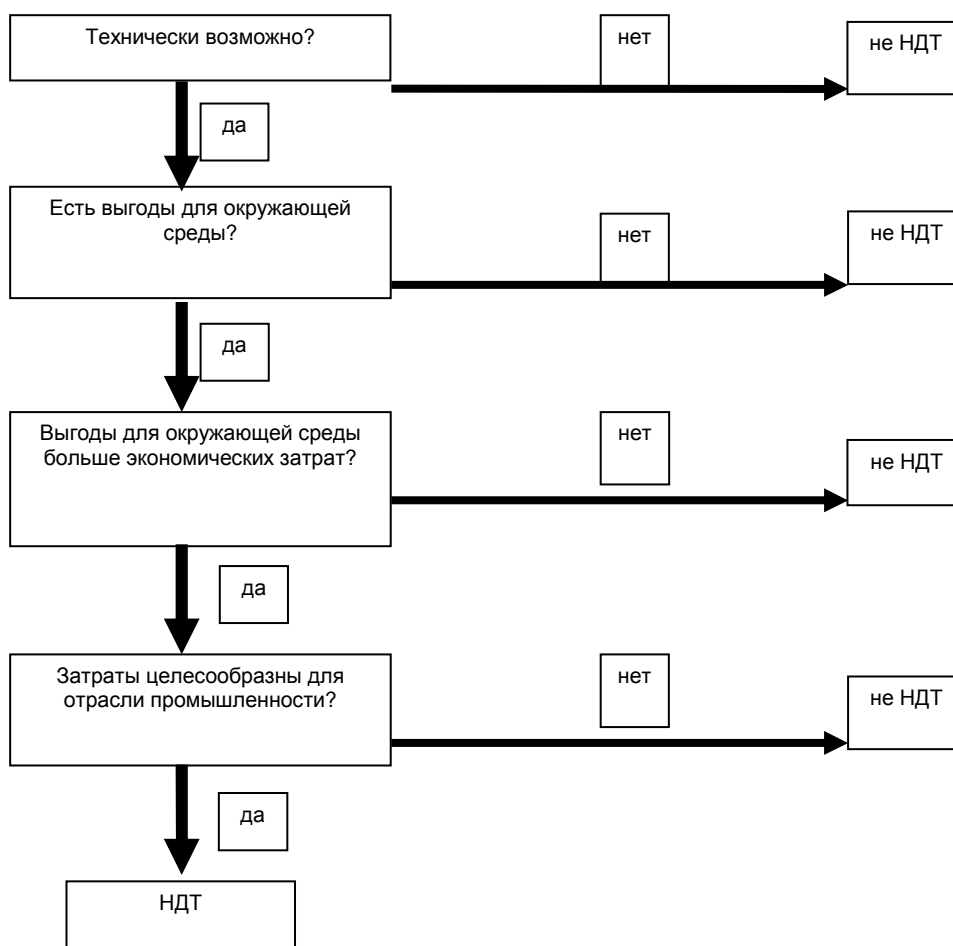 Технически возможно?
нет
не НДТ
да
Есть выгоды для окружающей
среды?
нет
не НДТ
да
Выгоды для окружающей среды
больше экономических затрат?
нет
не НДТ
да
Затраты целесообразны для
отрасли промышленности?
нет
не НДТ
да
НДТ